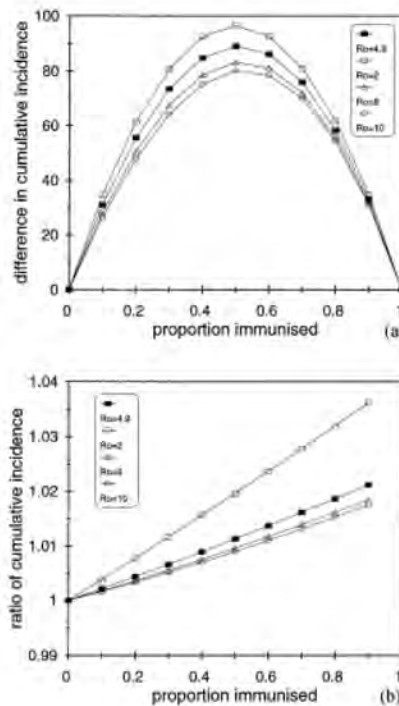 100
80
60
40
20
0
difference in cumulative incidence
Ro=4.9
Ro=2
Ro=8
Ro=10
0 0.2 0.4 0.6 0.8 1
proportion immunised
(a
1.04
1.03
1.02
1.01
1
0.99
ratio of cumulative incidence
Ro=4.9
Ro=2
Ro=8
Ro=10
0 0.2 0.4 0.6 0.8 1
proportion immunised
(b)